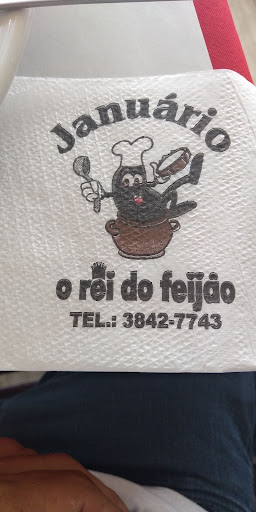 Januário
o rei do feijão
TEL.: 3842-7743